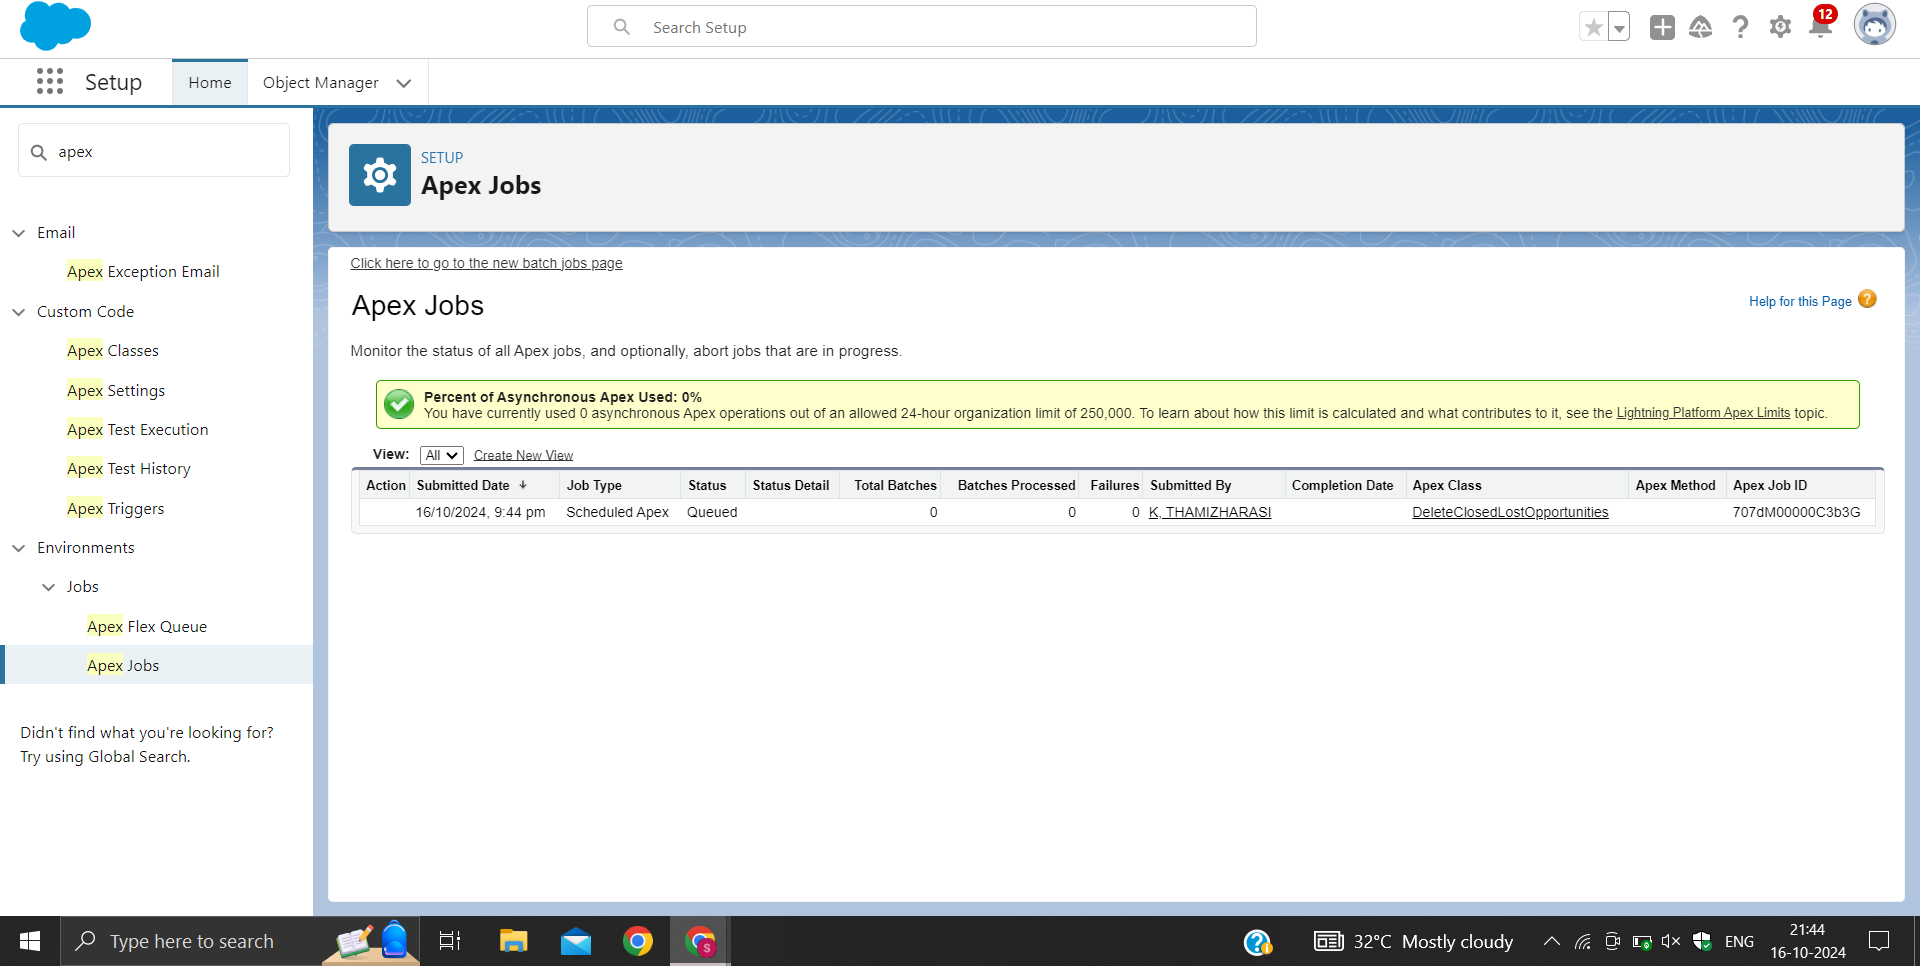 Search Setup
12
Setup
Home
Object Manager
apex
Email
Apex Exception Email
Custom Code
Apex Classes
Apex Settings
Apex Test Execution
Apex Test History
Apex Triggers
Environments
Jobs
Apex Flex Queue
Apex Jobs
Didn't find what you're looking for?
Try using Global Search.
SETUP
Apex Jobs
Click here to go to the new batch jobs page
Apex Jobs
Help for this Page ?
Monitor the status of all Apex jobs, and optionally, abort jobs that are in progress.
Percent of Asynchronous Apex Used: 0%
You have currently used 0 asynchronous Apex operations out of an allowed 24-hour organization limit of 250,000. To learn about how this limit is calculated and what contributes to it, see the Lightning Platform Apex Limits topic.
View: All Create New View
Action Submitted Date Job Type Status Status Detail Total Batches Batches Processed Failures Submitted By Completion Date Apex Class Apex Method Apex Job ID
16/10/2024, 9:44 pm Scheduled Apex Queued 0 0 0 K, THAMIZHARASI DeleteClosedLostOpportunities 707dM00000C3b3G
Type here to search
S
32°C Mostly cloudy
ENG
21:44
16-10-2024